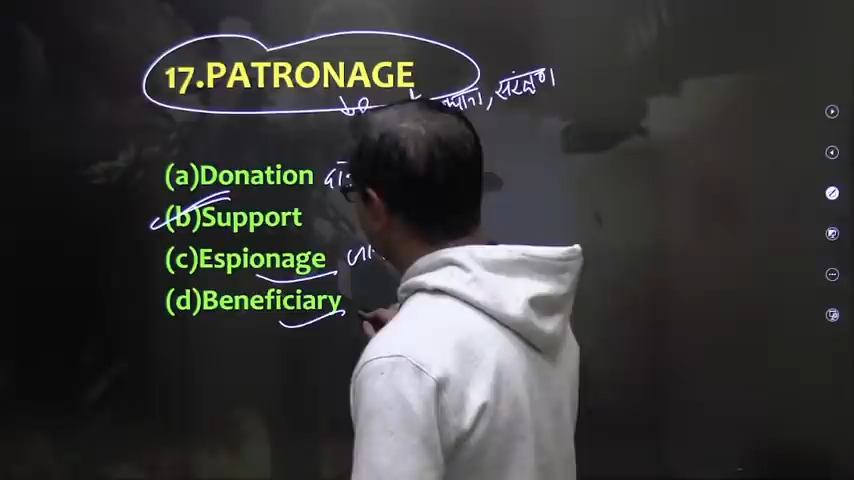 17.PATRONAGE
संरक्षण
(a)Donation
(b)Support
(c)Espionage
(d)Beneficiary